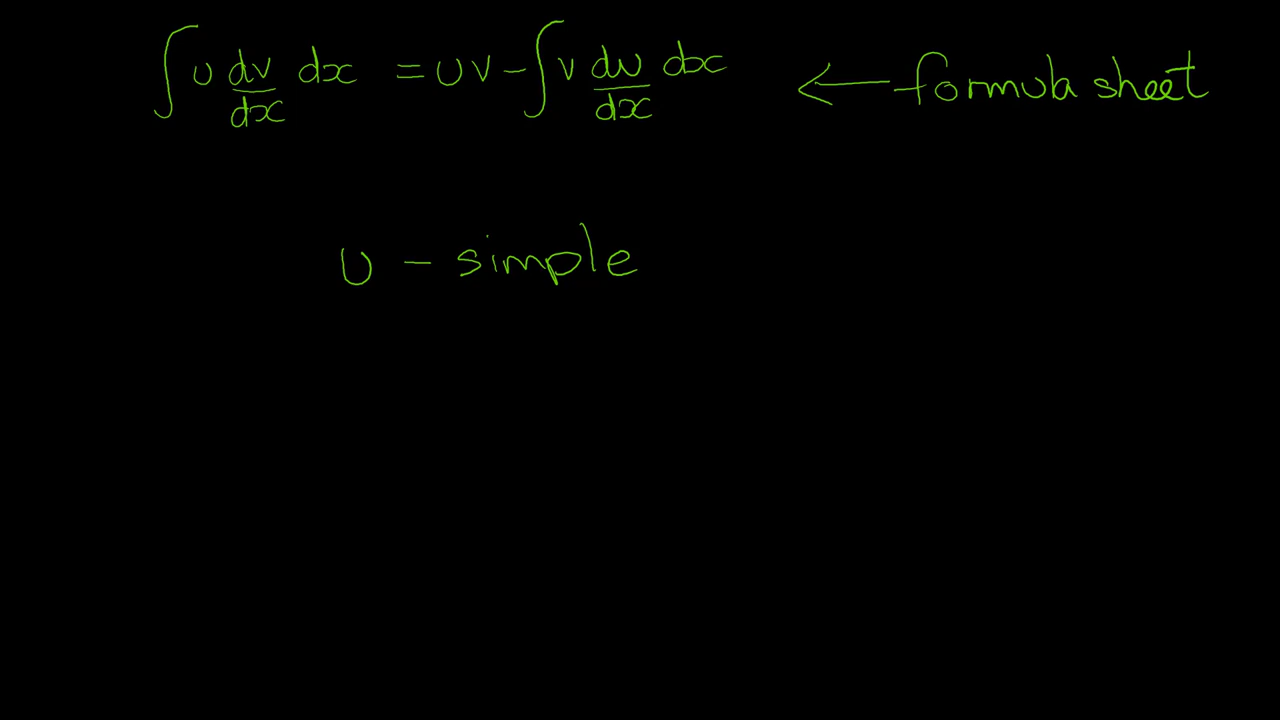 ∫ u dv/dx dx = uv - ∫ v du/dx dx ← formula sheet
u - simple